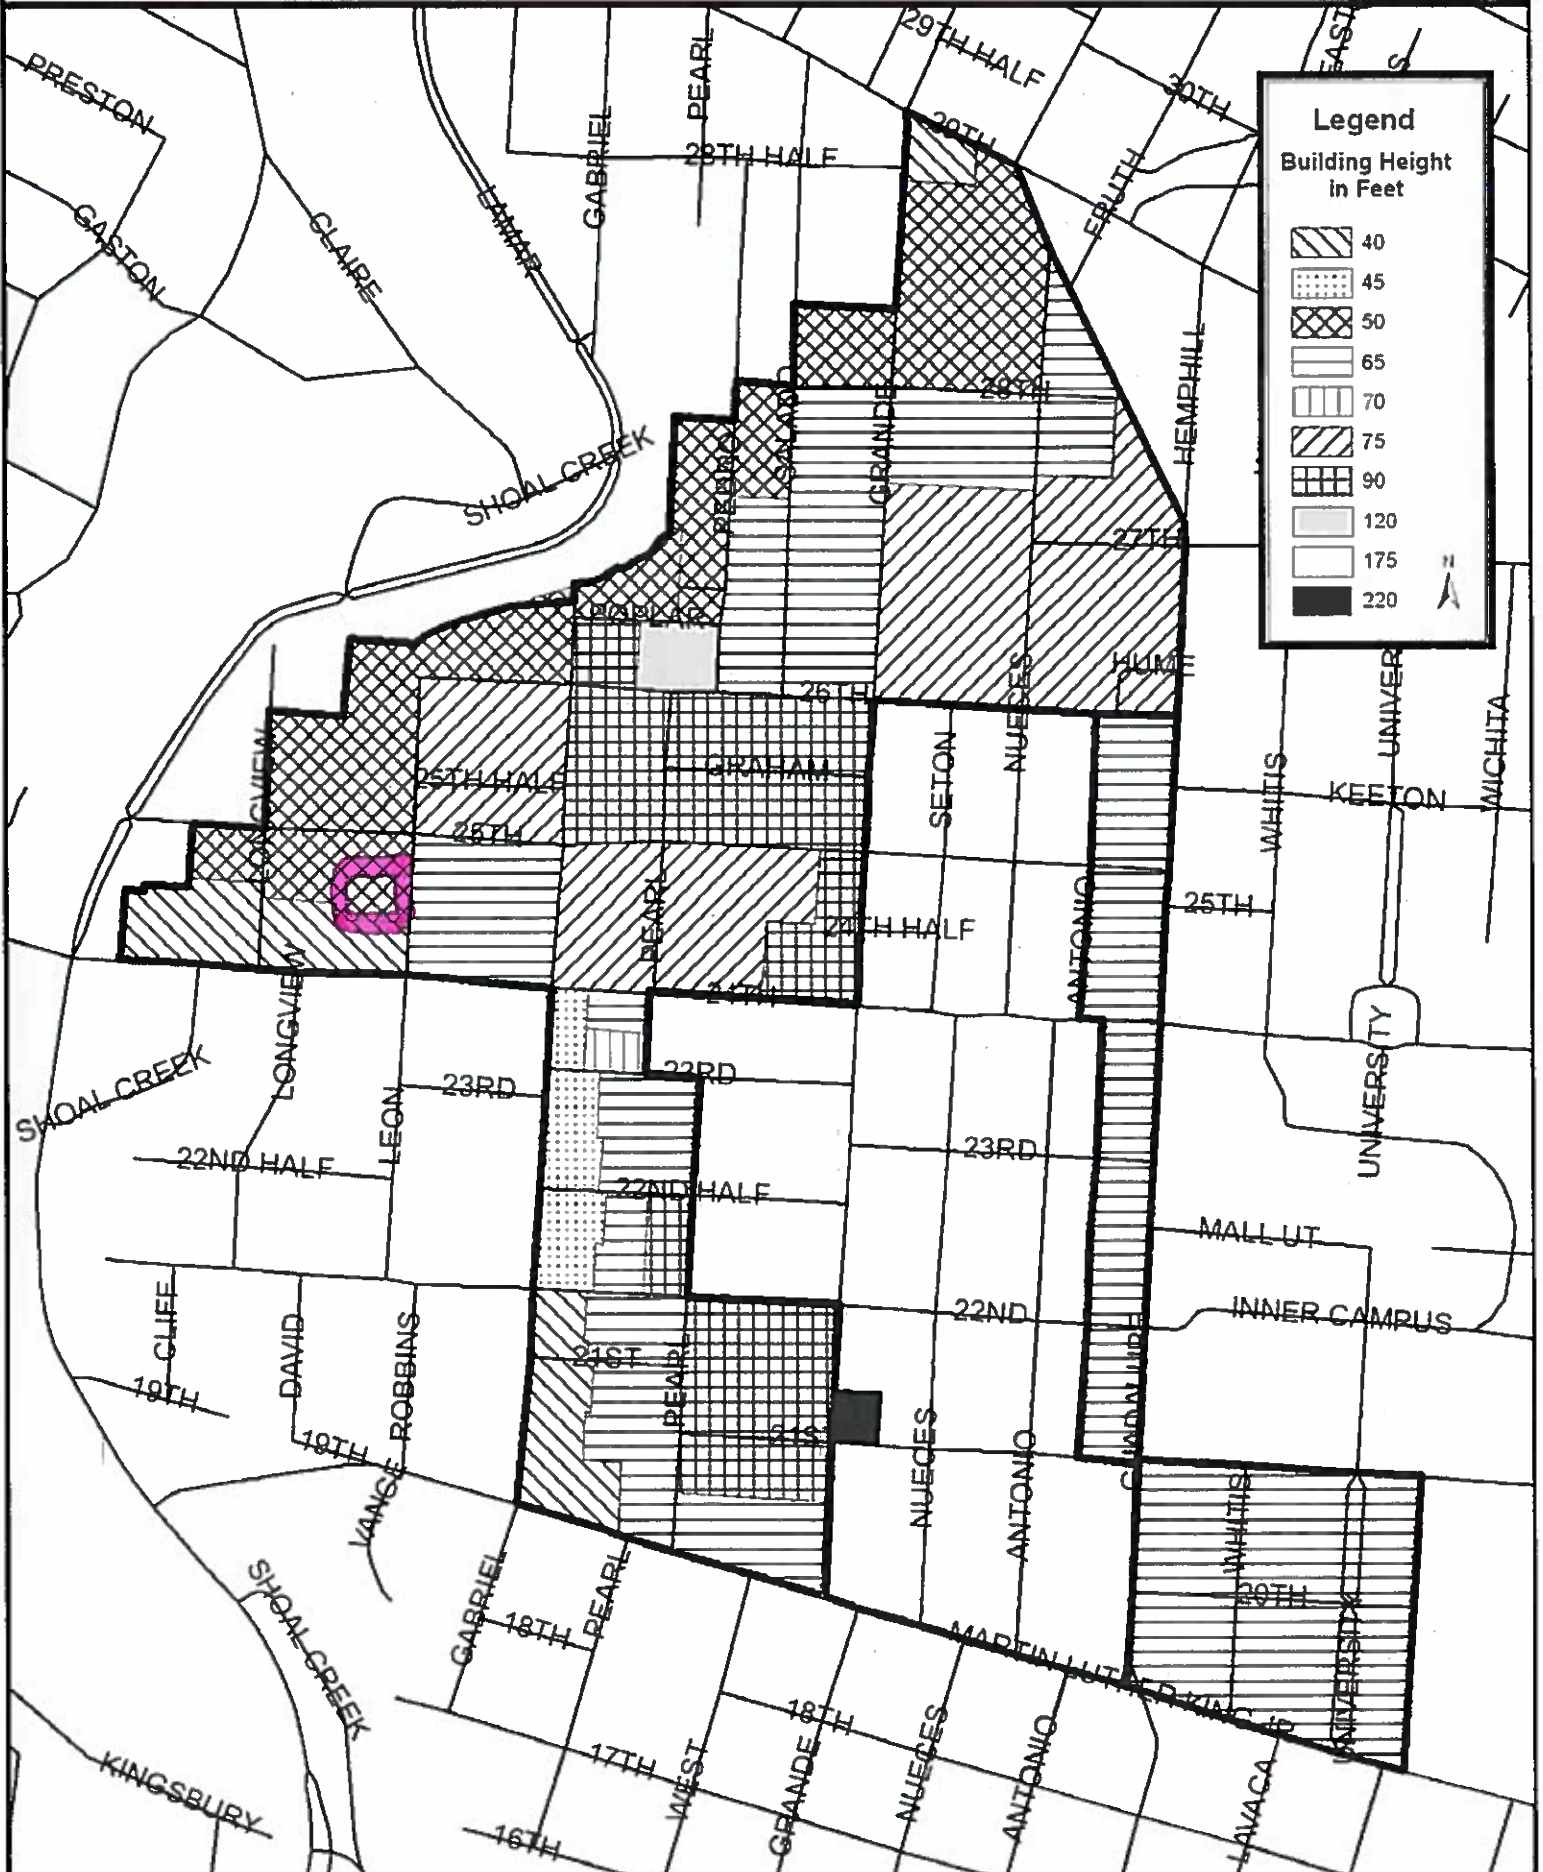 29TH HALF
EAST
S
PRESTON
PEARL
30TH
Legend
Building Height
in Feet
29TH
GABRIEL
28TH HALF
FRUTH
LAMAR
GASTON
CLAIRE
40
45
50
65
70
75
90
120
175
220
N
HEMPHILL
28TH
SALADO
GRANDE
SHOAL CREEK
27TH
POPLAR
HUME
26TH
NUECES
UNIVER
WICHITA
LONGVIEW
SETON
GRAHAM
25TH HALF
WHITIS
KEETON
25TH
25TH
PEARL
ANTONIO
24TH HALF
24TH
LONGVIEW
UNIVERSITY
SHOAL CREEK
23RD
22RD
LEON
23RD
22ND HALF
22ND HALF
MALL UT
CLIFF
DAVID
ROBBINS
22ND
INNER CAMPUS
GUADALUPE
21ST
PEARL
19TH
19TH
21ST
NUECES
ANTONIO
VANCE
WHITIS
20TH
UNIVERSITY
SHOAL CREEK
GABRIEL
PEARL
18TH
MARTIN LUTHER KING JR
18TH
17TH
WEST
GRANDE
NUECES
ANTONIO
LAVACA
KINGSBURY
16TH